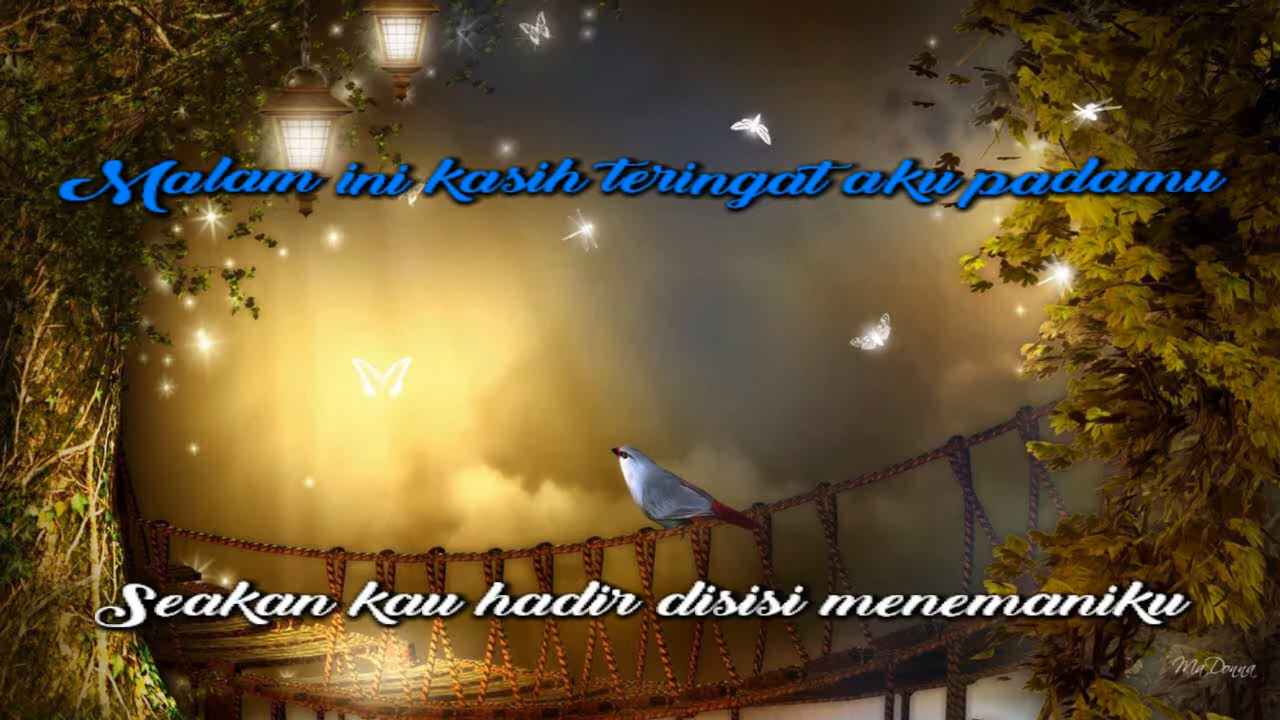 Malam ini kasih teringat aku padamu
Seakan kau hadir disisi menemaniku
MaDonna